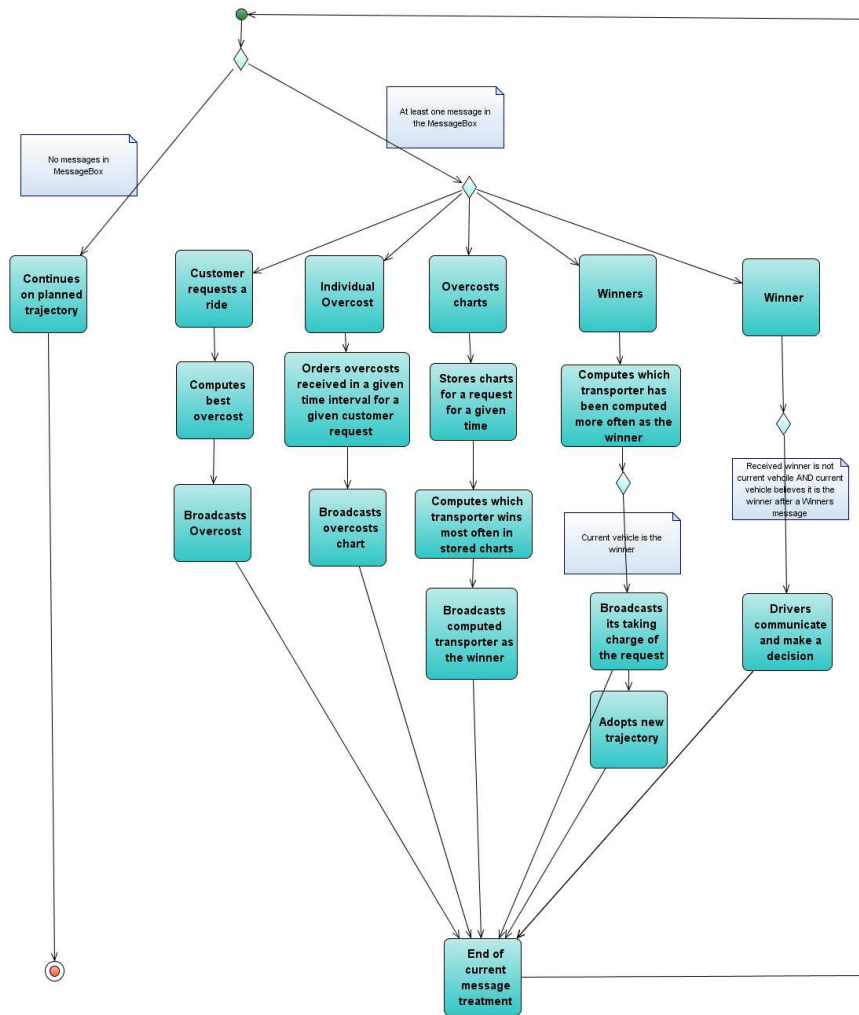 At least one message in
the MessageBox
No messages in
MessageBox
Continues
on planned
trajectory
Customer
requests a
ride
Individual
Overcost
Overcosts
charts
Winners
Winner
Computes
best
overcost
Orders overcosts
received in a given
time interval for a
given customer
request
Stores charts
for a request
for a given
time
Computes which
transporter has
been computed
more often as the
winner
Received winner is not
current vehcile AND current
vehicle believes it is the
winner after a Winners
message
Broadcasts
Overcost
Broadcasts
overcosts
chart
Computes which
transporter wins
most often in
stored charts
Current vehicle is the
winner
Broadcasts
computed
transporter as
the winner
Broadcasts
its taking
charge of
the request
Drivers
communicate
and make a
decision
Adopts new
trajectory
End of
current
message
treatment